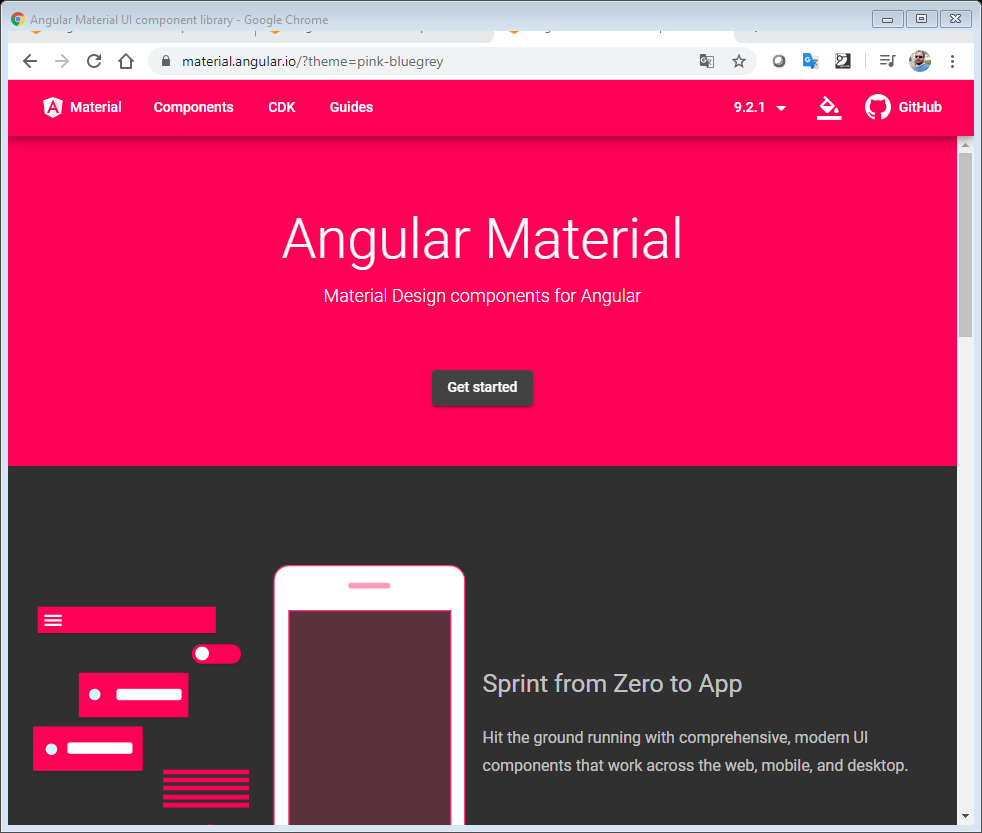 Angular Material UI component library - Google Chrome
material.angular.io/?theme=pink-bluegrey
Material Components CDK Guides 9.2.1 GitHub
Angular Material
Material Design components for Angular
Get started
Sprint from Zero to App
Hit the ground running with comprehensive, modern UI
components that work across the web, mobile, and desktop.